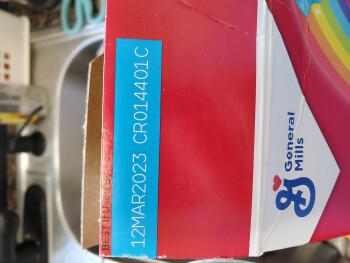 BEST If Used By
12MAR2023 CR014401C
General
Mills